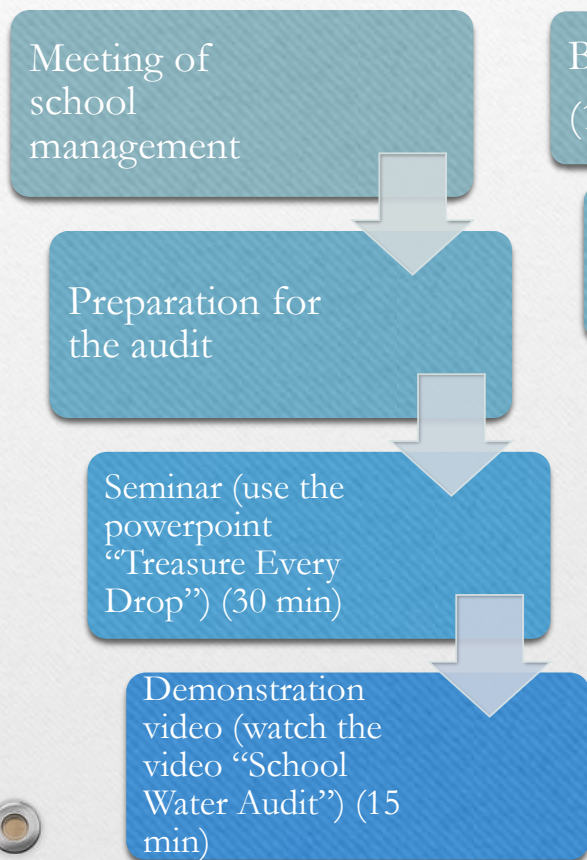 Meeting of
school
management
Preparation for
the audit
Seminar (use the
powerpoint
“Treasure Every
Drop”) (30 min)
Demonstration
video (watch the
video “School
Water Audit”) (15
min)